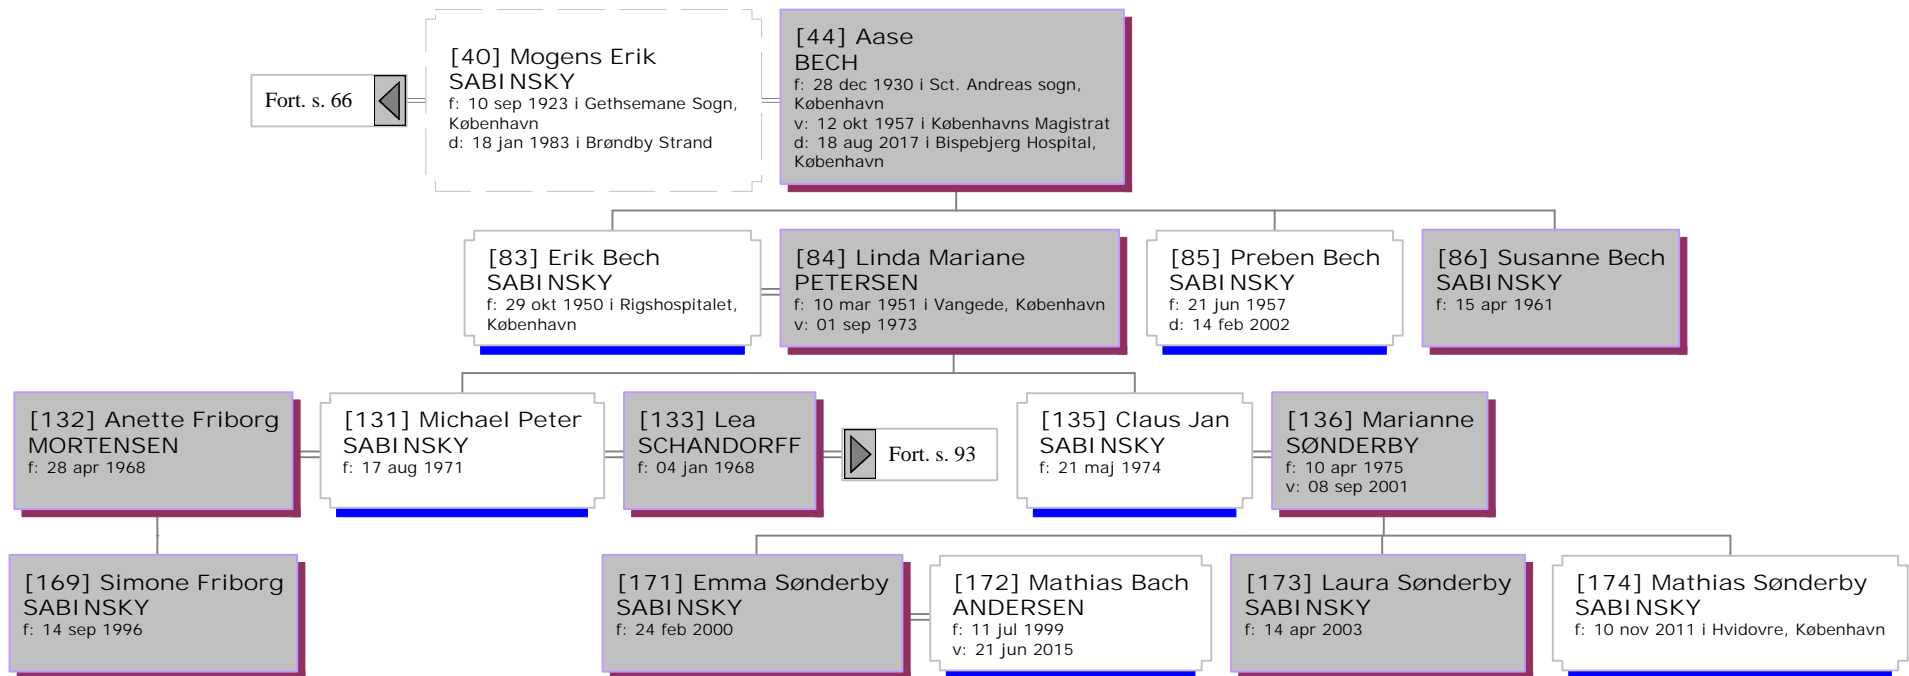 [40] Mogens Erik
SABINSKY
f: 10 sep 1923 i Gethsemane Sogn,
København
d: 18 jan 1983 i Brøndby Strand
Fort. s. 66
[44] Aase
BECH
f: 28 dec 1930 i Sct. Andreas sogn,
København
v: 12 okt 1957 i Københavns Magistrat
d: 18 aug 2017 i Bispebjerg Hospital,
København
[83] Erik Bech
SABINSKY
f: 29 okt 1950 i Rigshospitalet,
København
[84] Linda Mariane
PETERSEN
f: 10 mar 1951 i Vangede, København
v: 01 sep 1973
[85] Preben Bech
SABINSKY
f: 21 jun 1957
d: 14 feb 2002
[86] Susanne Bech
SABINSKY
f: 15 apr 1961
[132] Anette Friborg
MORTENSEN
f: 28 apr 1968
[131] Michael Peter
SABINSKY
f: 17 aug 1971
[133] Lea
SCHANDORFF
f: 04 jan 1968
Fort. s. 93
[135] Claus Jan
SABINSKY
f: 21 maj 1974
[136] Marianne
SØNDERBY
f: 10 apr 1975
v: 08 sep 2001
[169] Simone Friborg
SABINSKY
f: 14 sep 1996
[171] Emma Sønderby
SABINSKY
f: 24 feb 2000
[172] Mathias Bach
ANDERSEN
f: 11 jul 1999
v: 21 jun 2015
[173] Laura Sønderby
SABINSKY
f: 14 apr 2003
[174] Mathias Sønderby
SABINSKY
f: 10 nov 2011 i Hvidovre, København